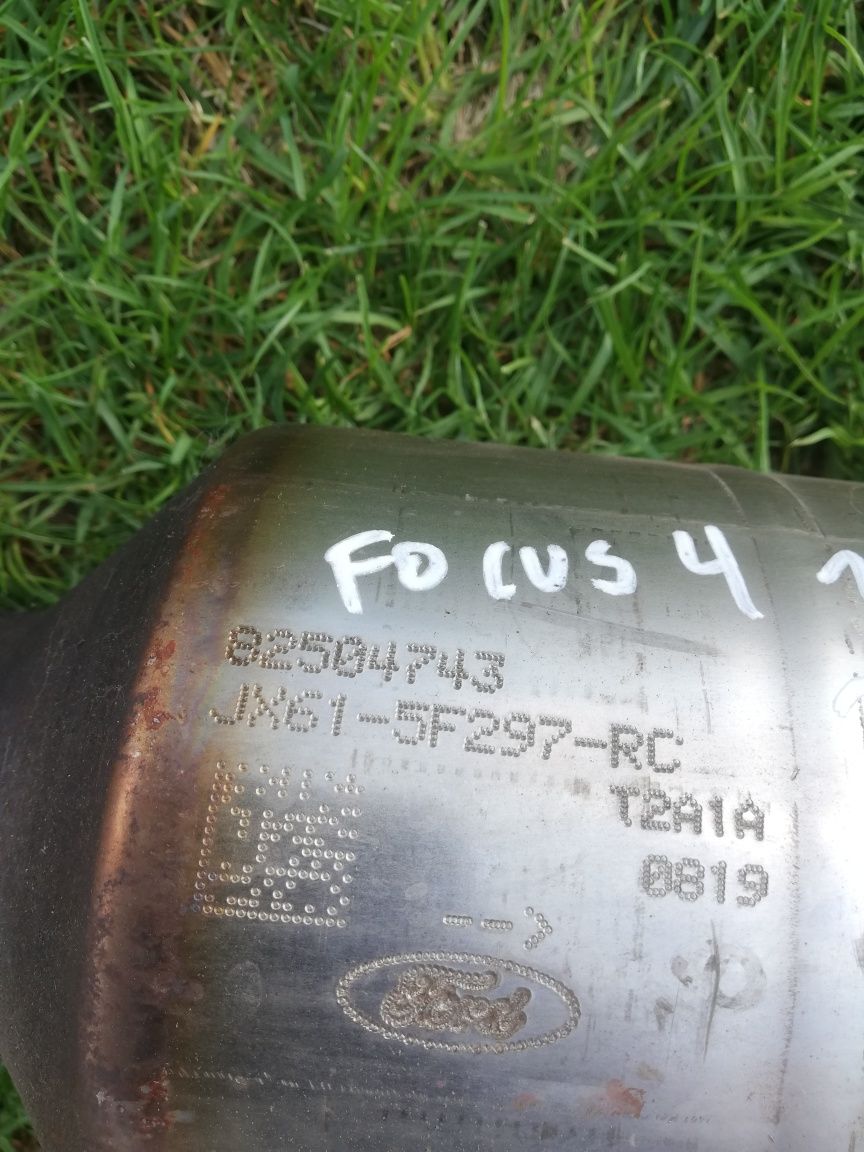 FOCUS 4
82504743
JX61-5F297-RC
T2A1A
0819
-->
Ford